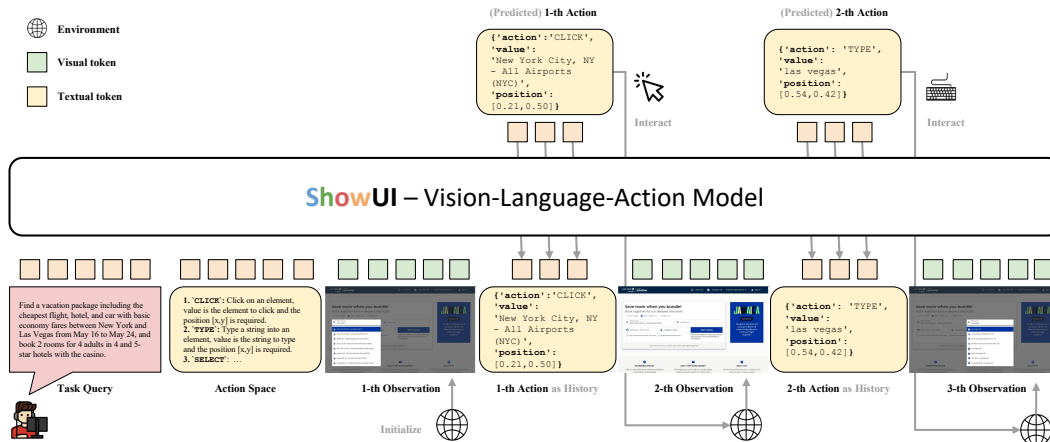 (Predicted) 1-th Action
(Predicted) 2-th Action
Environment
Visual token
Textual token
{'action':'CLICK',
'value':
'New York City, NY
- All Airports
(NYC)',
'position':
[0.21,0.50]}
Interact
{'action': 'TYPE',
'value':
'las vegas',
'position':
[0.54,0.42]}
Interact
ShowUI – Vision-Language-Action Model
Find a vacation package including the
cheapest flight, hotel, and car with basic
economy fares between New York and
Las Vegas from May 16 to May 24, and
book 2 rooms for 4 adults in 4 and 5-
star hotels with the casino.
Task Query
1. `CLICK`: Click on an element,
value is the element to click and the
position [x,y] is required.
2. `TYPE`: Type a string into an
element, value is the string to type
and the position [x,y] is required.
3. `SELECT`: …
Action Space
Save more when you bundle!
1-th Observation
{'action':'CLICK',
'value':
'New York City, NY
- All Airports
(NYC)',
'position':
[0.21,0.50]}
1-th Action as History
Save more when you bundle!
2-th Observation
{'action': 'TYPE',
'value':
'las vegas',
'position':
[0.54,0.42]}
2-th Action as History
3-th Observation
Initialize